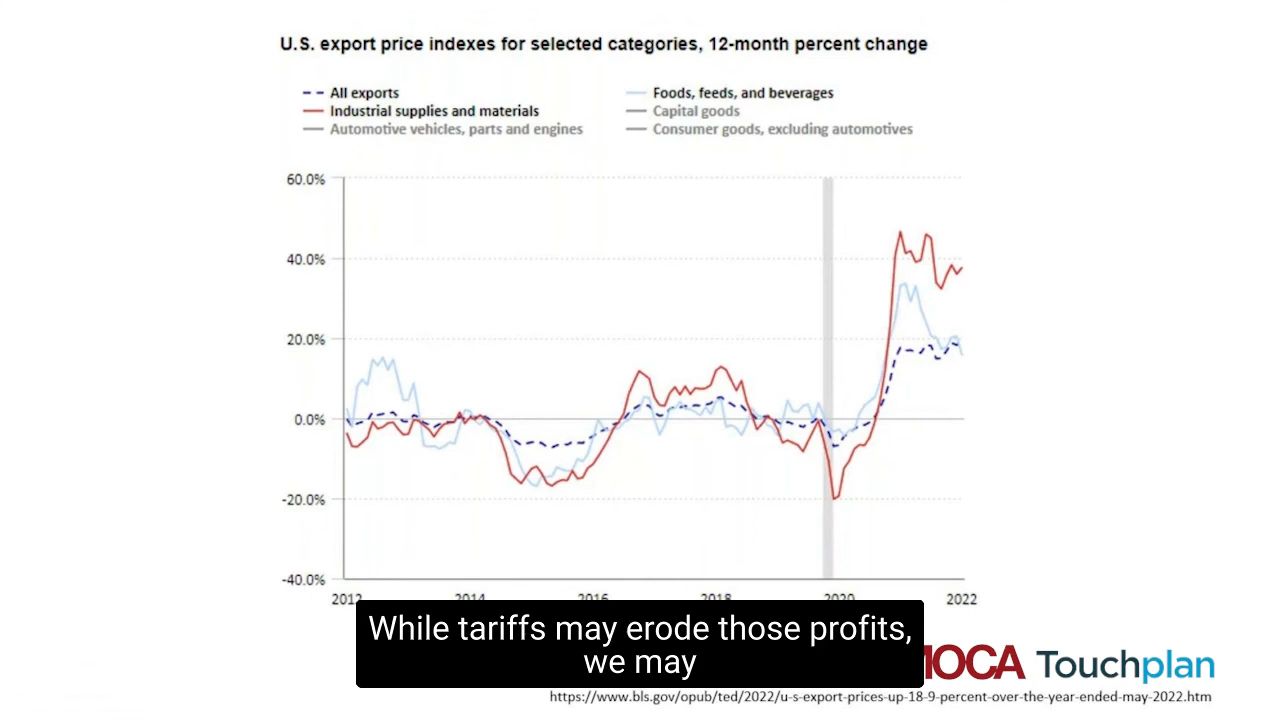 U.S. export price indexes for selected categories, 12-month percent change
All exports
Foods, feeds, and beverages
Industrial supplies and materials
Capital goods
Automotive vehicles, parts and engines
Consumer goods, excluding automotives
60.0%
40.0%
20.0%
0.0%
-20.0%
-40.0%
2012 2014 2016 2018 2020 2022
While tariffs may erode those profits,
we may
Touchplan
https://www.bls.gov/opub/ted/2022/u-s-export-prices-up-18-9-percent-over-the-year-ended-may-2022.htm